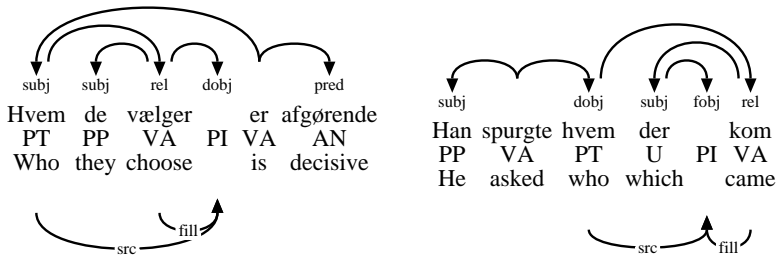 subj subj rel dobj pred
Hvem de vælger er afgørende
PT PP VA PI VA AN
Who they choose is decisive
fill
src
subj dobj subj fobj rel
Han spurgte hvem der kom
PP VA PT U PI VA
He asked who which came
src fill